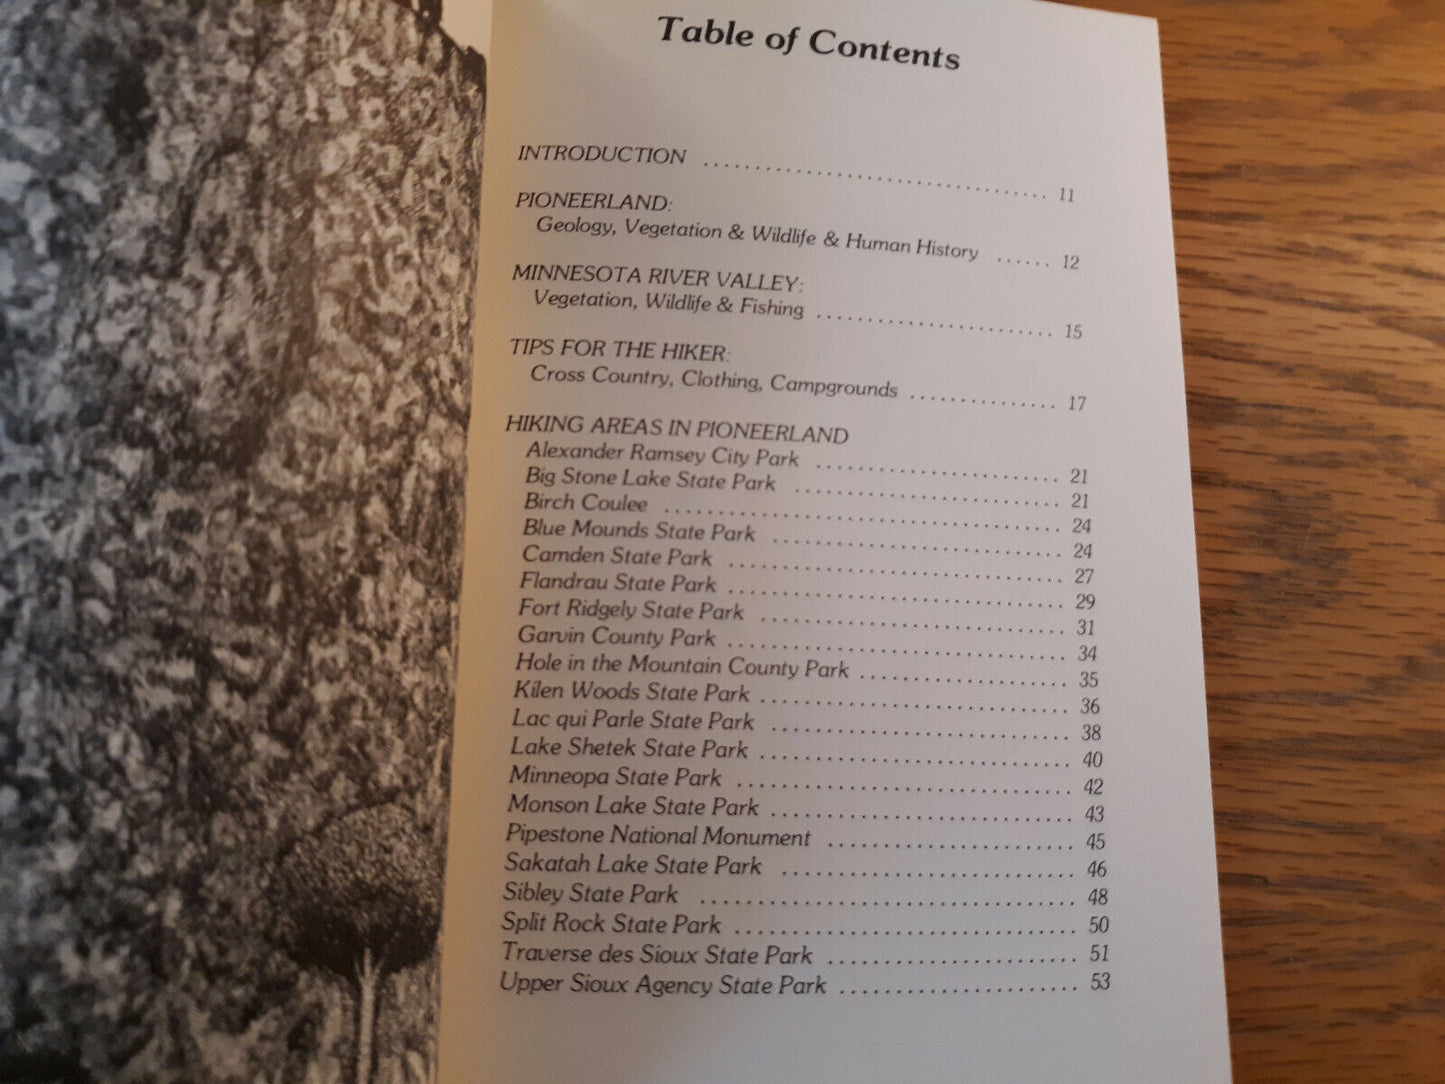 Table of Contents
INTRODUCTION .................................. 11
PIONEERLAND:
Geology, Vegetation & Wildlife & Human History ...... 12
MINNESOTA RIVER VALLEY:
Vegetation, Wildlife & Fishing ........................ 15
TIPS FOR THE HIKER:
Cross Country, Clothing, Campgrounds ............... 17
HIKING AREAS IN PIONEERLAND
Alexander Ramsey City Park ........................ 21
Big Stone Lake State Park .......................... 21
Birch Coulee ....................................... 24
Blue Mounds State Park ............................ 24
Camden State Park ................................ 27
Flandrau State Park ................................ 29
Fort Ridgely State Park ............................. 31
Garvin County Park ................................ 34
Hole in the Mountain County Park .................... 35
Kilen Woods State Park ............................. 36
Lac qui Parle State Park ............................ 38
Lake Shetek State Park ............................. 40
Minneopa State Park ............................... 42
Monson Lake State Park ............................ 43
Pipestone National Monument ....................... 45
Sakatah Lake State Park ........................... 46
Sibley State Park .................................. 48
Split Rock State Park ............................... 50
Traverse des Sioux State Park ....................... 51
Upper Sioux Agency State Park ...................... 53